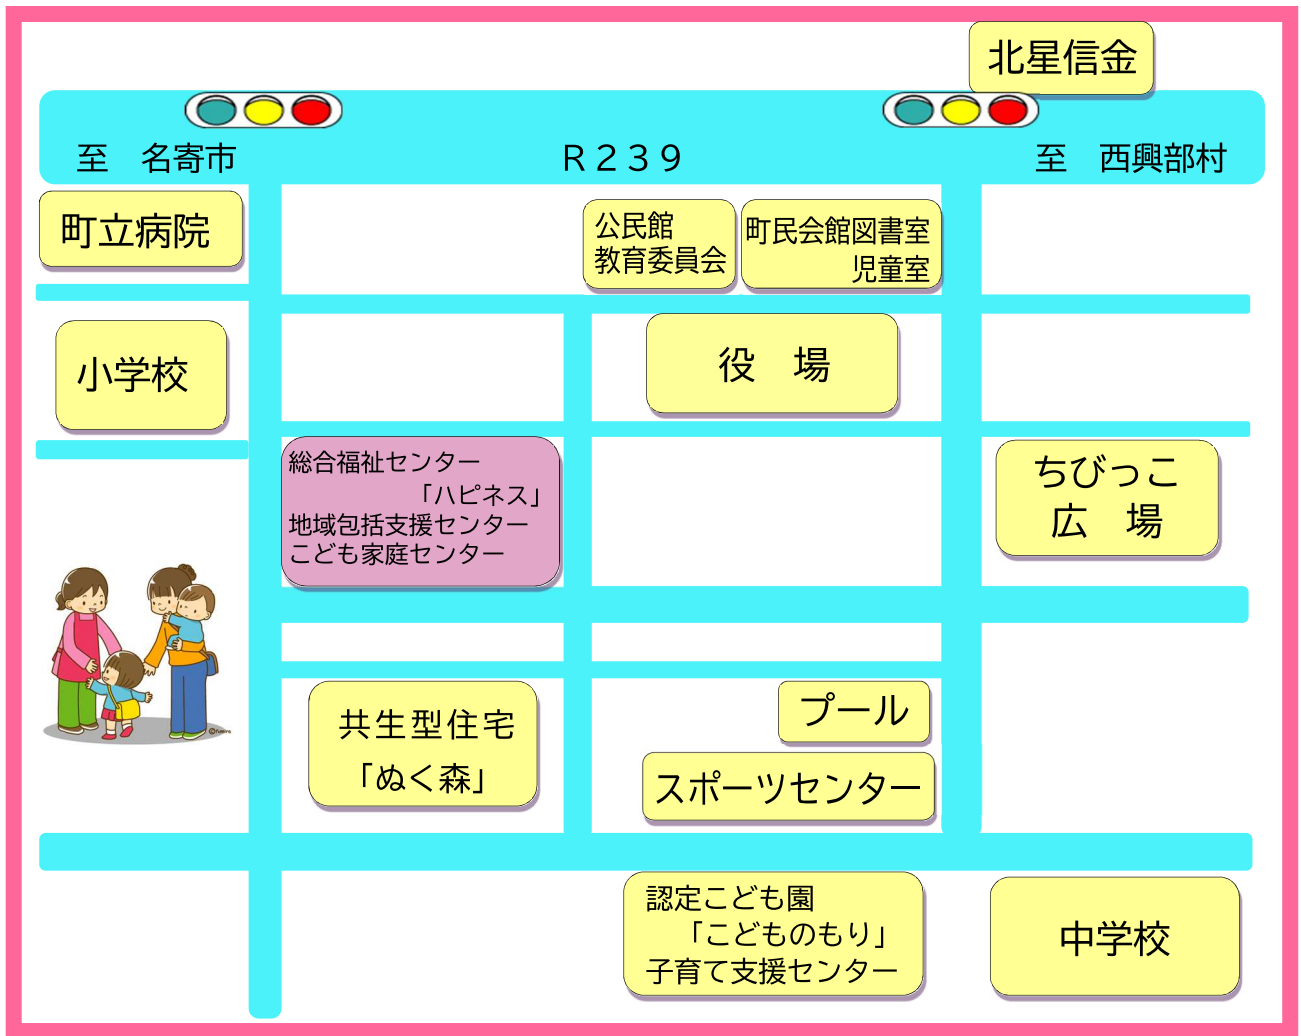 北星信金
至　名寄市
Ｒ２３９
至　西興部村
町立病院
公民館
教育委員会
町民会館図書室
児童室
小学校
役　場
総合福祉センター
「ハピネス」
地域包括支援センター
こども家庭センター
ちびっこ
広　場
共生型住宅
「ぬく森」
プール
スポーツセンター
認定こども園
「こどものもり」
子育て支援センター
中学校